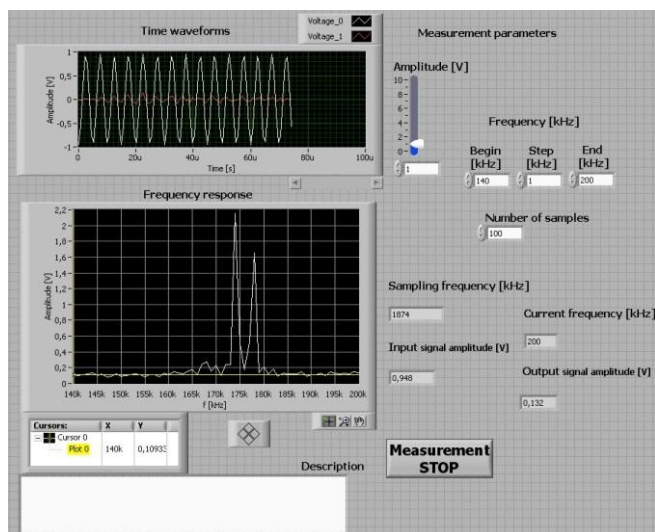 Time waveforms
Voltage_0
Voltage_1
Amplitude [V]
1
0,5
0
-0,5
-1
0 20u 40u 60u 80u 100u
Time [s]
Frequency response
Amplitude [V]
2,2
2
1,8
1,6
1,4
1,2
1
0,8
0,6
0,4
0,2
0
140k 145k 150k 155k 160k 165k 170k 175k 180k 185k 190k 195k 200k
f [kHz]
Cursors: X Y
Cursor 0
Plot 0 140k 0,10933
Description
Measurement parameters
Amplitude [V]
10
8
6
4
2
0
1
Frequency [kHz]
Begin [kHz]
Step [kHz]
End [kHz]
140 1 200
Number of samples
100
Sampling frequency [kHz]
1874
Current frequency [kHz]
200
Input signal amplitude [V]
0,948
Output signal amplitude [V]
0,132
Measurement
STOP